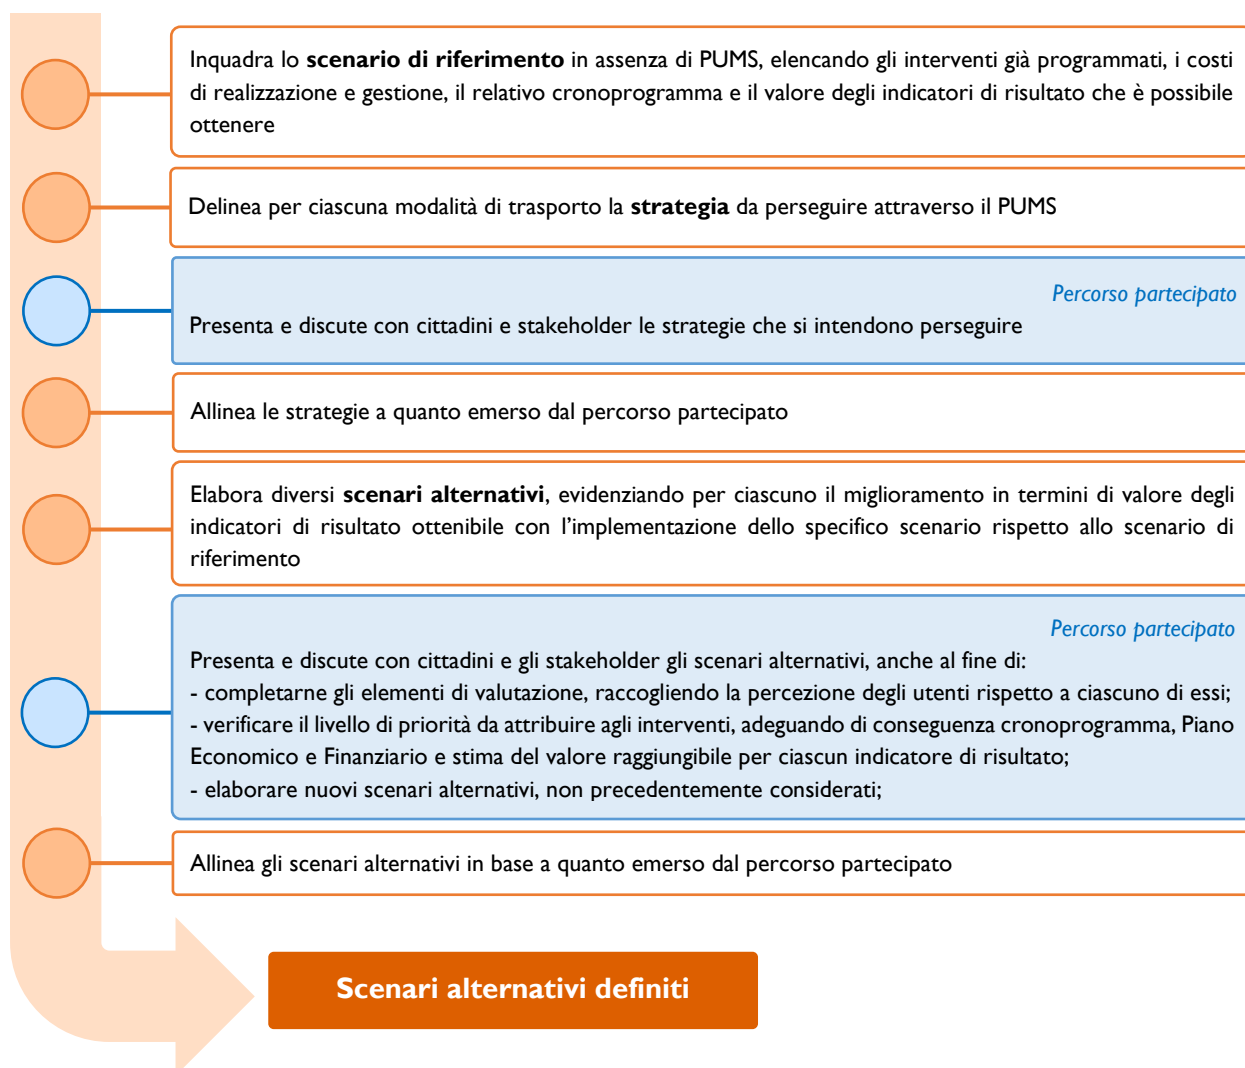 Inquadra lo scenario di riferimento in assenza di PUMS, elencando gli interventi già programmati, i costi
di realizzazione e gestione, il relativo cronoprogramma e il valore degli indicatori di risultato che è possibile
ottenere
Delinea per ciascuna modalità di trasporto la strategia da perseguire attraverso il PUMS
Percorso partecipato
Presenta e discute con cittadini e stakeholder le strategie che si intendono perseguire
Allinea le strategie a quanto emerso dal percorso partecipato
Elabora diversi scenari alternativi, evidenziando per ciascuno il miglioramento in termini di valore degli
indicatori di risultato ottenibile con l’implementazione dello specifico scenario rispetto allo scenario di
riferimento
Percorso partecipato
Presenta e discute con cittadini e gli stakeholder gli scenari alternativi, anche al fine di:
- completarne gli elementi di valutazione, raccogliendo la percezione degli utenti rispetto a ciascuno di essi;
- verificare il livello di priorità da attribuire agli interventi, adeguando di conseguenza cronoprogramma, Piano
Economico e Finanziario e stima del valore raggiungibile per ciascun indicatore di risultato;
- elaborare nuovi scenari alternativi, non precedentemente considerati;
Allinea gli scenari alternativi in base a quanto emerso dal percorso partecipato
Scenari alternativi definiti